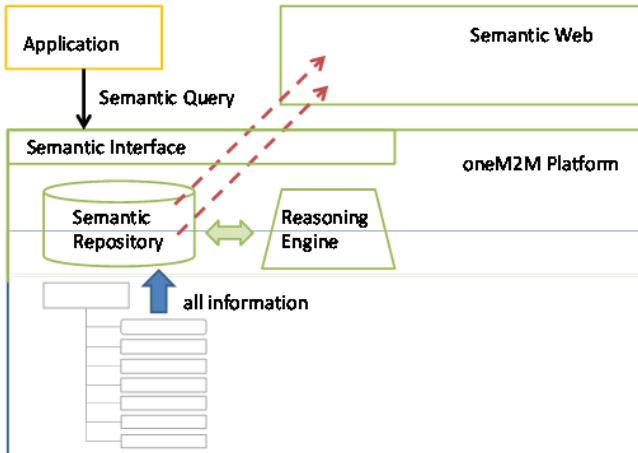 Application
Semantic Web
Semantic Query
Semantic Interface
oneM2M Platform
Semantic
Repository
Reasoning
Engine
all information